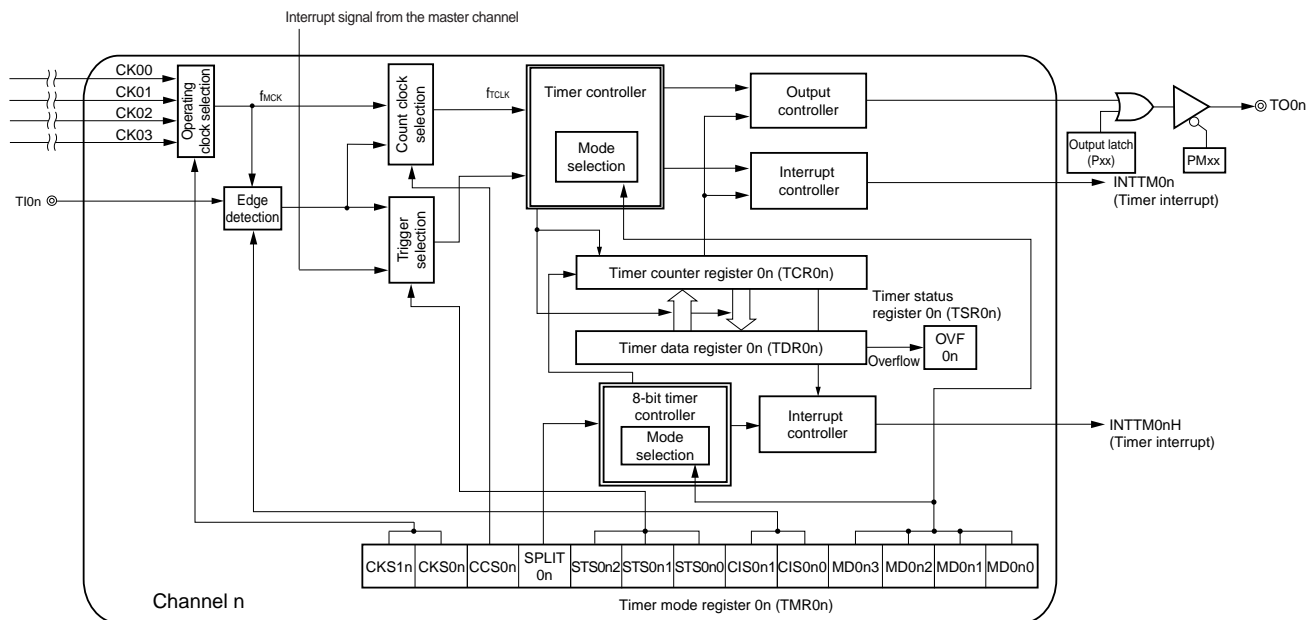 Interrupt signal from the master channel
CK00
CK01
CK02
CK03
Operating
clock selection
fMCK
Count clock
selection
fTCLK
Timer controller
Mode
selection
Output
controller
TO0n
Output latch
(Pxx)
PMxx
Interrupt
controller
INTTM0n
(Timer interrupt)
TI0n
Edge
detection
Trigger
selection
Timer counter register 0n (TCR0n)
Timer status
register 0n (TSR0n)
Timer data register 0n (TDR0n)
Overflow
OVF
0n
8-bit timer
controller
Mode
selection
Interrupt
controller
INTTM0nH
(Timer interrupt)
CKS1n
CKS0n
CCS0n
SPLIT
0n
STS0n2
STS0n1
STS0n0
CIS0n1
CIS0n0
MD0n3
MD0n2
MD0n1
MD0n0
Channel n
Timer mode register 0n (TMR0n)